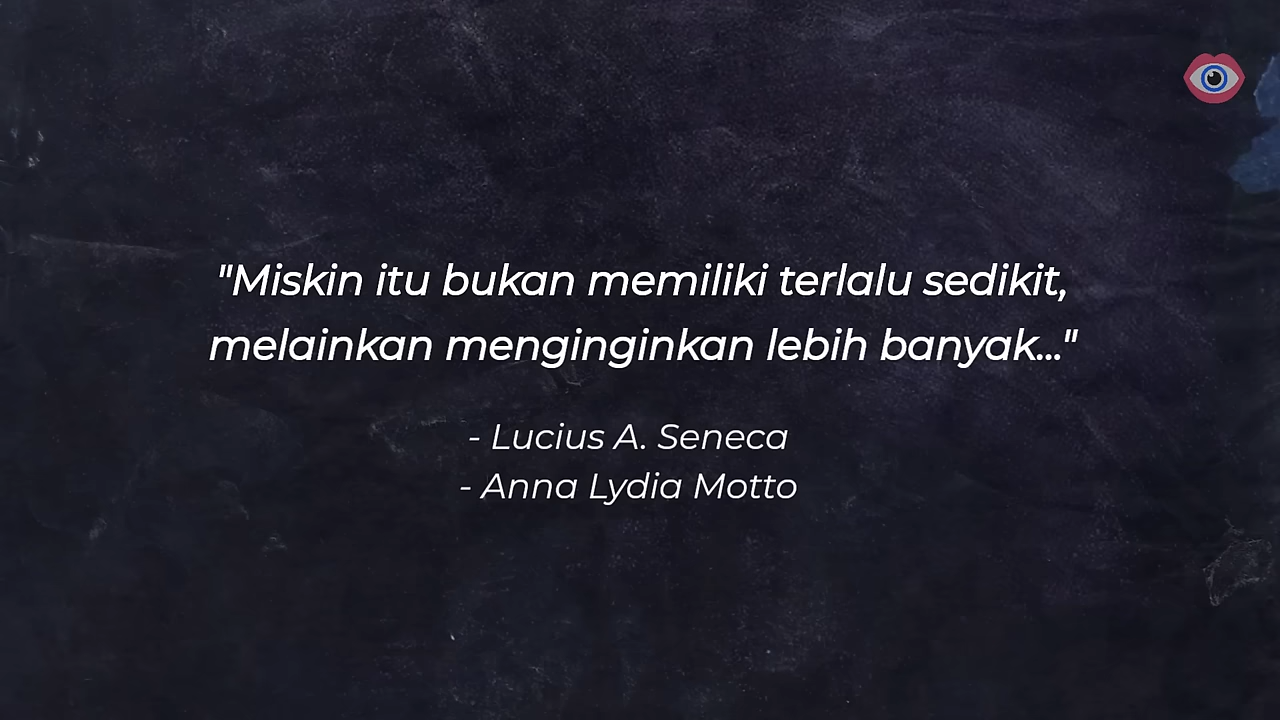 "Miskin itu bukan memiliki terlalu sedikit,
melainkan menginginkan lebih banyak..."
- Lucius A. Seneca
- Anna Lydia Motto